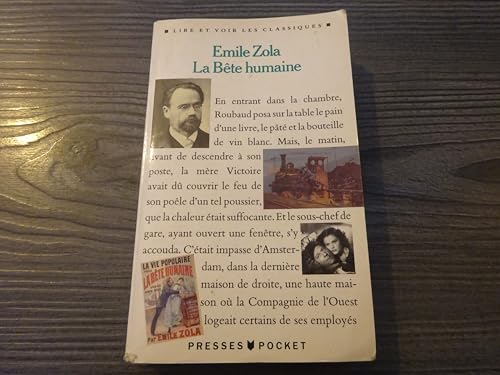 LIRE ET VOIR LES CLASSIQUES
Emile Zola
La Bête humaine
En entrant dans la chambre,
Roubaud posa sur la table le pain
d'une livre, le pâté et la bouteille
de vin blanc. Mais, le matin,
avant de descendre à son
poste, la mère Victoire
avait dû couvrir le feu de
son poêle d'un tel poussier,
que la chaleur était suffocante. Et le sous-chef de
gare, ayant ouvert une fenêtre, s'y
accouda. C'était impasse d'Amster-
dam, dans la dernière
maison de droite, une haute mai-
son où la Compagnie de l'Ouest
logeait certains de ses employés
LA VIE POPULAIRE
LA BÊTE HUMAINE
PAR EMILE ZOLA
PRESSES POCKET